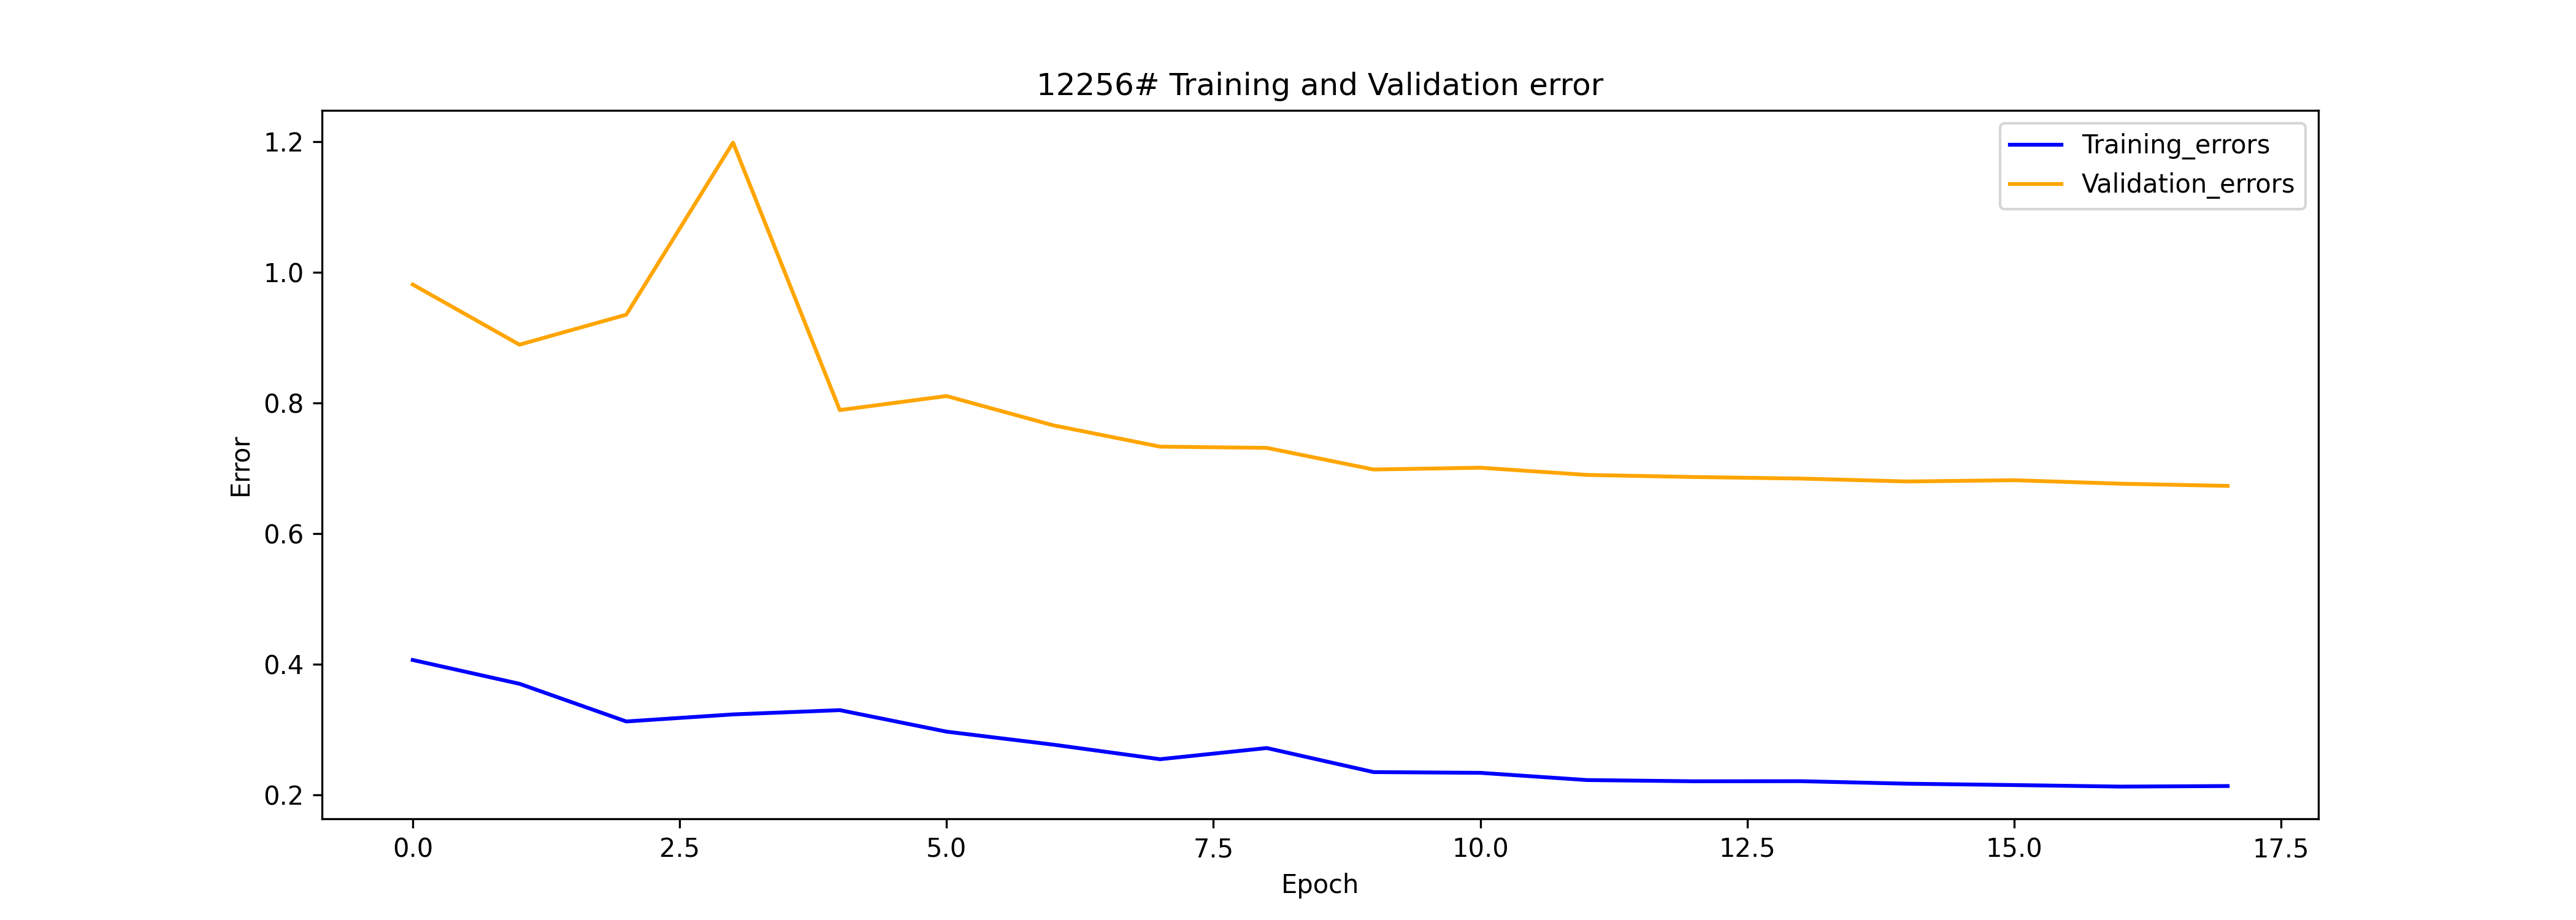 12256# Training and Validation error
Training_errors
Validation_errors
1.2
1.0
0.8
0.6
0.4
0.2
Error
0.0 2.5 5.0 7.5 10.0 12.5 15.0 17.5
Epoch